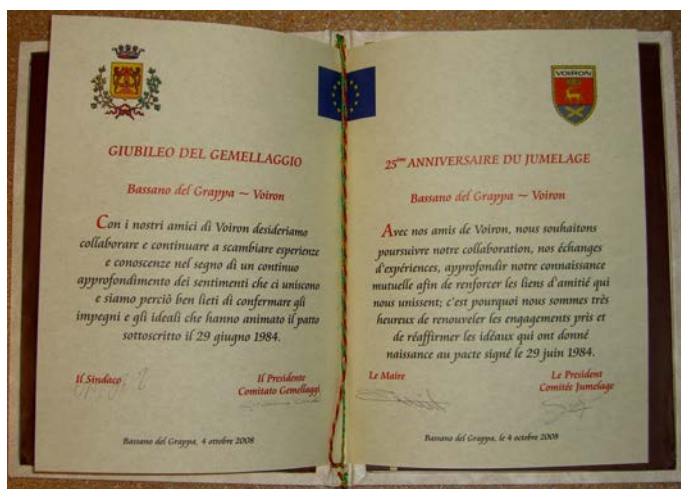 GIUBILEO DEL GEMELLAGGIO
Bassano del Grappa ~ Voiron
Con i nostri amici di Voiron desideriamo
collaborare e continuare a scambiare esperienze
e conoscenze nel segno di un continuo
approfondimento dei sentimenti che ci uniscono
e siamo perciò ben lieti di confermare gli
impegni e gli ideali che hanno animato il patto
sottoscritto il 29 giugno 1984.
Il Sindaco
Il Presidente
Comitato Gemellaggi
Bassano del Grappa, 4 ottobre 2008
VOIRON
25ème ANNIVERSAIRE DU JUMELAGE
Bassano del Grappa ~ Voiron
Avec nos amis de Voiron, nous souhaitons
poursuivre notre collaboration, nos échanges
d'expériences, approfondir notre connaissance
mutuelle afin de renforcer les liens d'amitié qui
nous unissent; c'est pourquoi nous sommes très
heureux de renouveler les engagements pris et
de réaffirmer les idéaux qui ont donné
naissance au pacte signé le 29 juin 1984.
Le Maire
Le President
Comitée Jumelage
Bassano del Grappa, le 4 octobre 2008